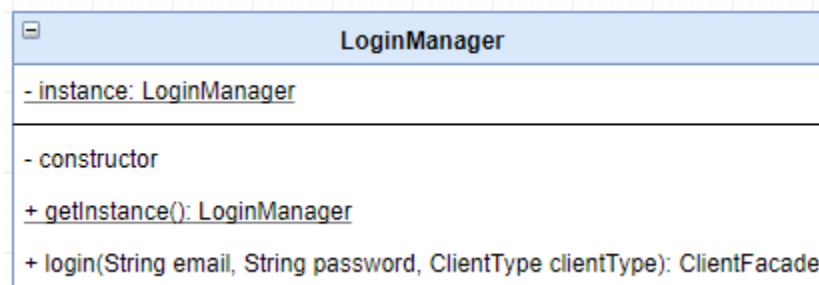 LoginManager
- instance: LoginManager
- constructor
+ getInstance(): LoginManager
+ login(String email, String password, ClientType clientType): ClientFacade